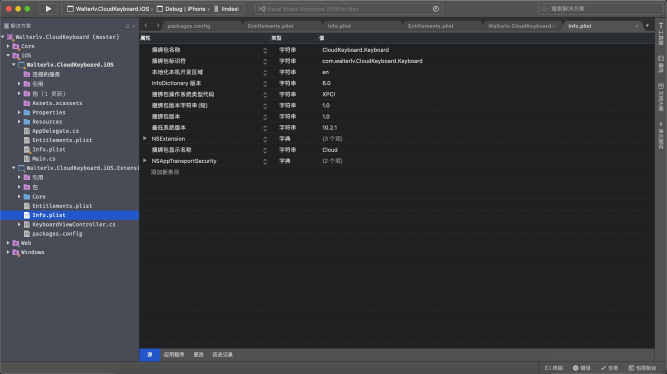 Walterlv.CloudKeyboard.iOS > Debug | iPhone > lindexi
Visual Studio Enterprise 2019 for Mac
搜索解决方案
解决方案
Walterlv.CloudKeyboard (master)
Core
iOS
Walterlv.CloudKeyboard.iOS
连接的服务
引用
包 (1 更新)
Assets.xcassets
Properties
Resources
AppDelegate.cs
Entitlements.plist
Info.plist
Main.cs
Walterlv.CloudKeyboard.iOS.Extensi
引用
包
Core
Entitlements.plist
Info.plist
KeyboardViewController.cs
packages.config
Web
Windows
packages.config
Entitlements.plist
Info.plist
Entitlements.plist
Walterlv.CloudKeyboard.i
Info.plist
属性 类型 值
捆绑包名称 字符串 CloudKeyboard.Keyboard
捆绑包标识符 字符串 com.walterlv.CloudKeyboard.Keyboard
本地化本机开发区域 字符串 en
InfoDictionary 版本 字符串 6.0
捆绑包操作系统类型代码 字符串 XPC!
捆绑包版本字符串(短) 字符串 1.0
捆绑包版本 字符串 1.0
最低系统版本 字符串 10.2.1
NSExtension 字典 (3 个项)
捆绑包显示名称 字符串 Cloud
NSAppTransportSecurity 字典 (2 个项)
添加新条目
源 应用程序 更改 历史记录
工具箱
属性
文档大纲
单元测试
终端 错误 任务 包控制台